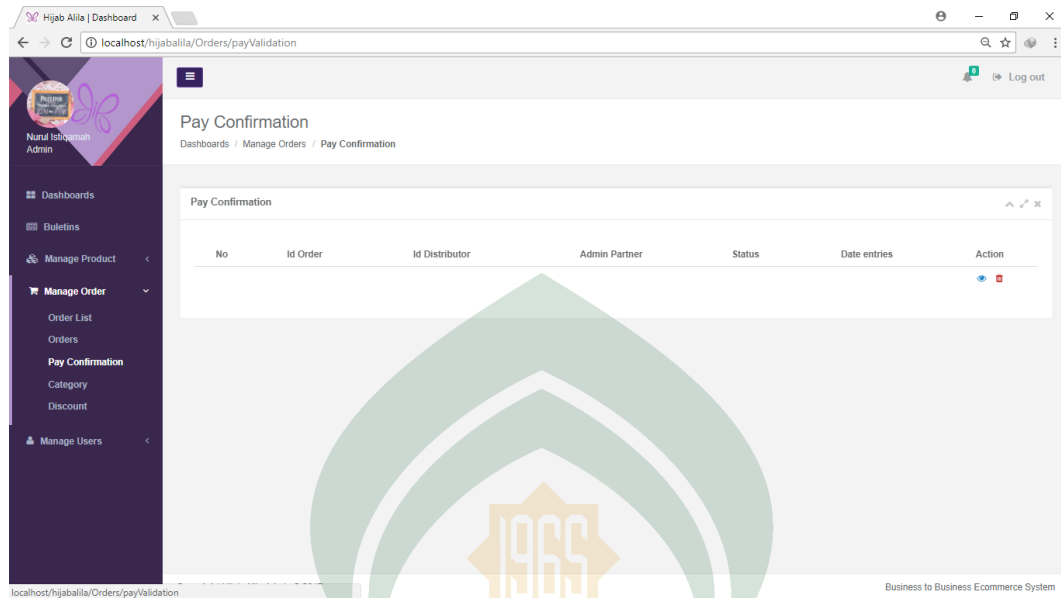 Hijab Alila | Dashboard
localhost/hijabalila/Orders/payValidation
0
Log out
Nurul Istiqamah
Admin
Pay Confirmation
Dashboards / Manage Orders / Pay Confirmation
Dashboards
Buletins
Manage Product
Manage Order
Order List
Orders
Pay Confirmation
Category
Discount
Manage Users
Pay Confirmation
No Id Order Id Distributor Admin Partner Status Date entries Action
1965
Business to Business Ecommerce System
localhost/hijabalila/Orders/payValidation